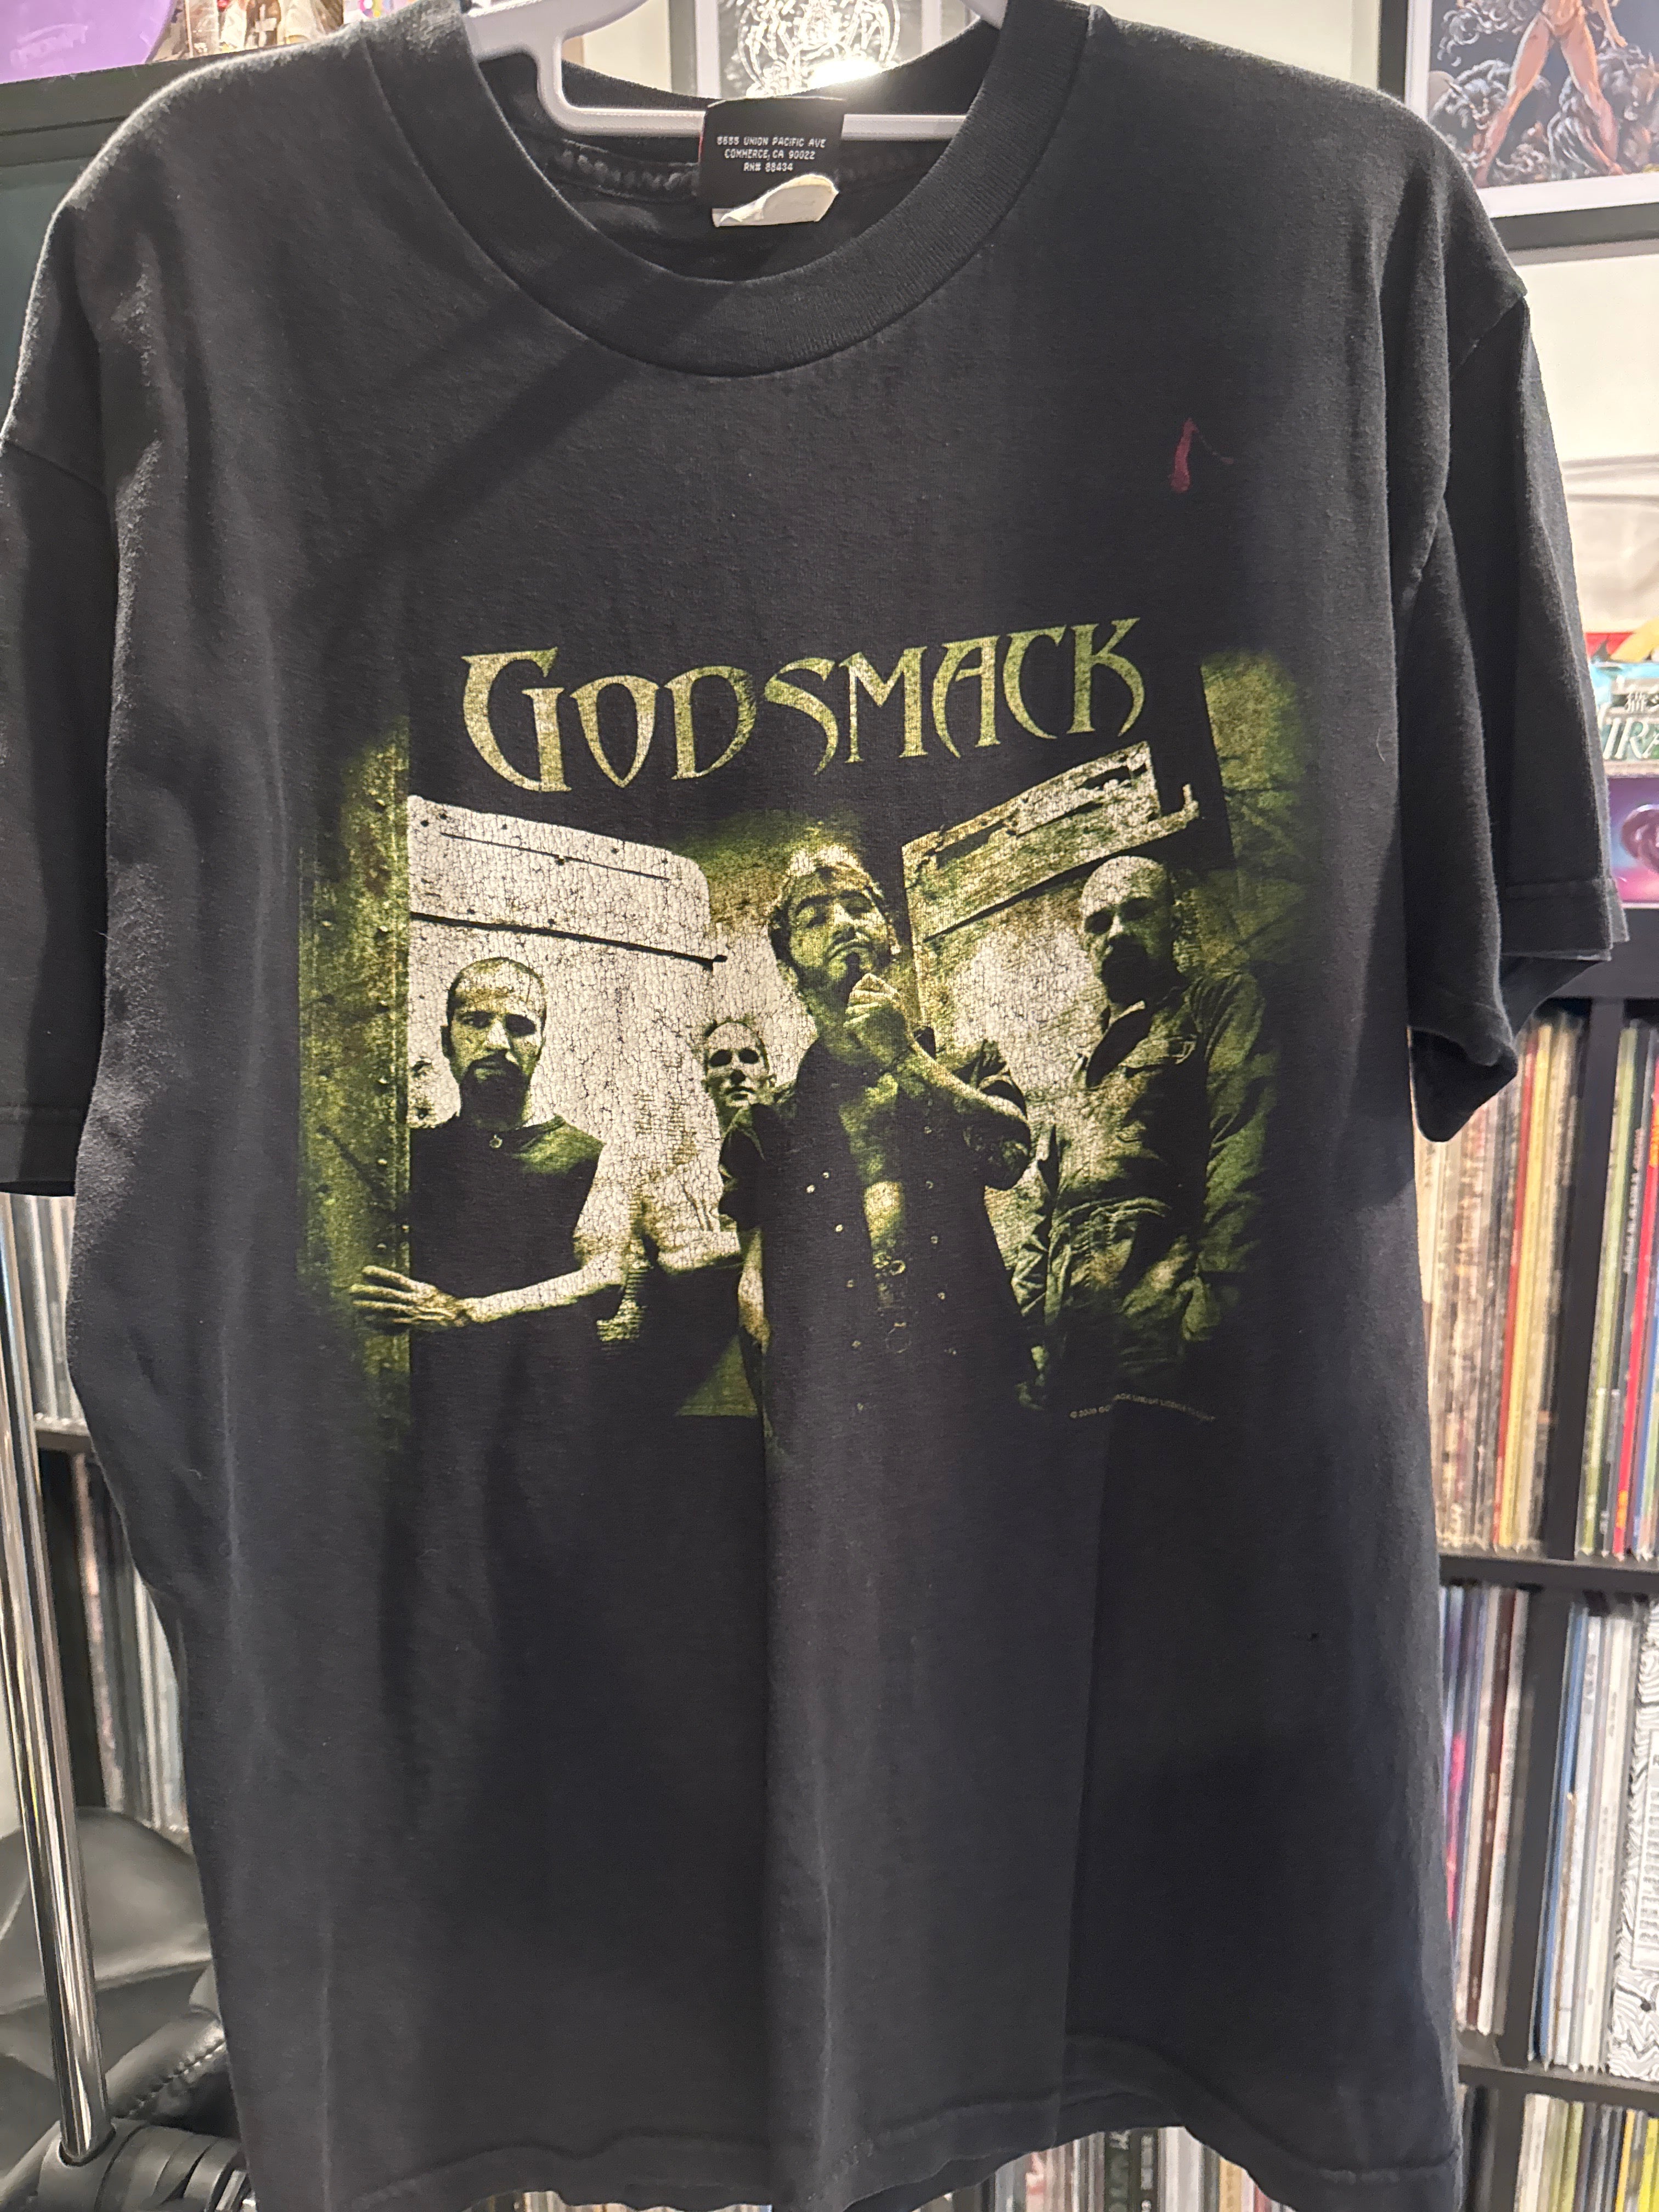 5555 UNION PACIFIC AVE
COMMERCE, CA 90022
RN# 88434
GODSMACK